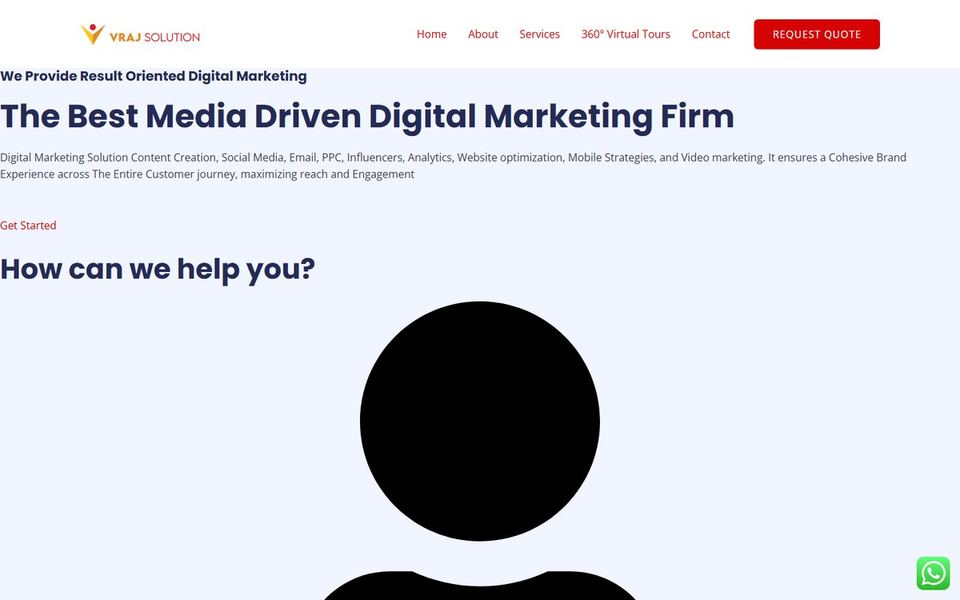 VRAJ SOLUTION
Home About Services 360° Virtual Tours Contact REQUEST QUOTE
We Provide Result Oriented Digital Marketing
The Best Media Driven Digital Marketing Firm
Digital Marketing Solution Content Creation, Social Media, Email, PPC, Influencers, Analytics, Website optimization, Mobile Strategies, and Video marketing. It ensures a Cohesive Brand
Experience across The Entire Customer journey, maximizing reach and Engagement
Get Started
How can we help you?